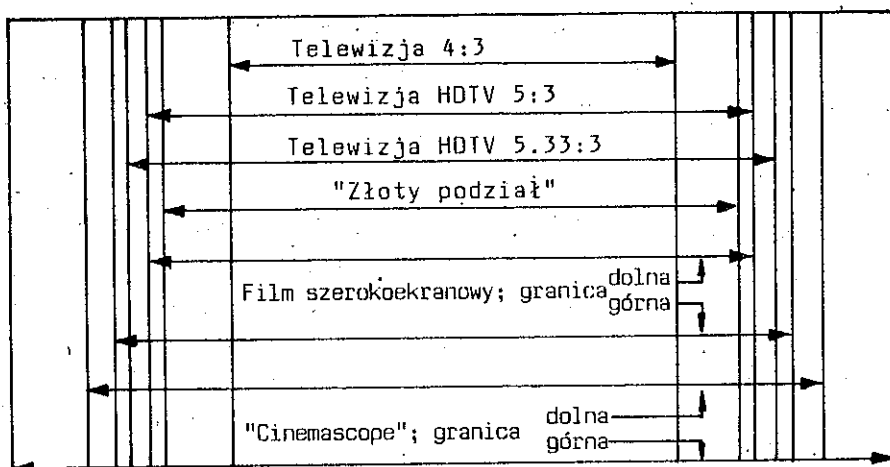 Telewizja 4:3
Telewizja HDTV 5:3
Telewizja HDTV 5.33:3
"Złoty podział"
Film szerokoekranowy; granica dolna
górna
"Cinemascope"; granica dolna
górna